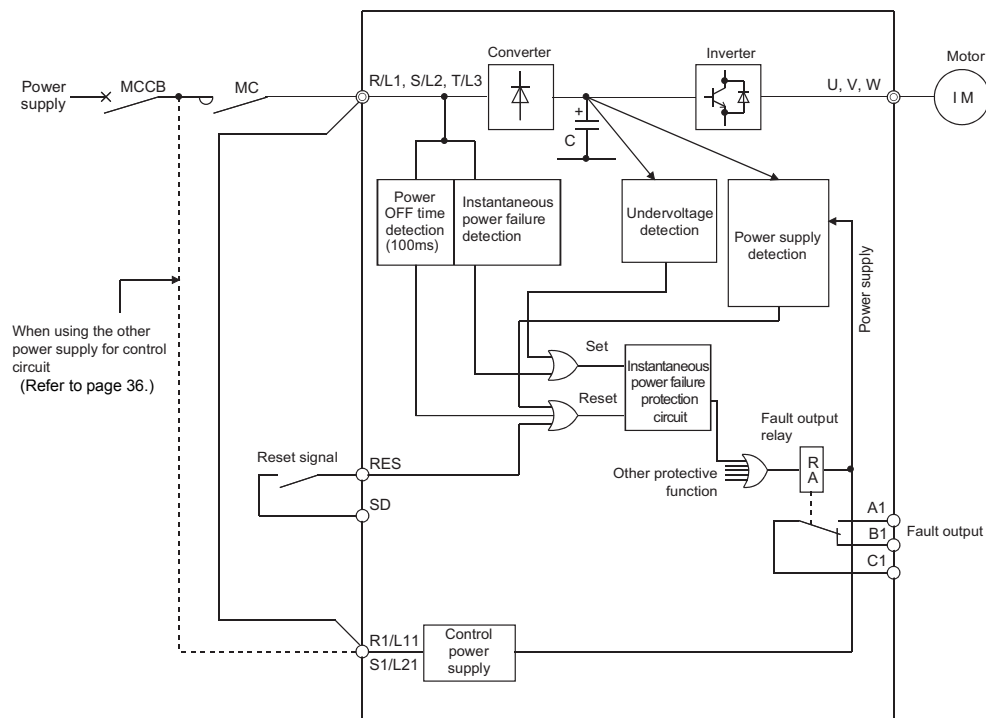 Converter
Inverter
Motor
Power
supply
MCCB
MC
R/L1, S/L2, T/L3
U, V, W
I M
+
C
Power
OFF time
detection
(100ms)
Instantaneous
power failure
detection
Undervoltage
detection
Power supply
detection
Power supply
When using the other
power supply for control
circuit
(Refer to page 36.)
Set
Reset
Instantaneous
power failure
protection
circuit
Fault output
relay
R
A
Other protective
function
Reset signal
RES
SD
A1
B1
C1
Fault output
R1/L11
S1/L21
Control
power
supply